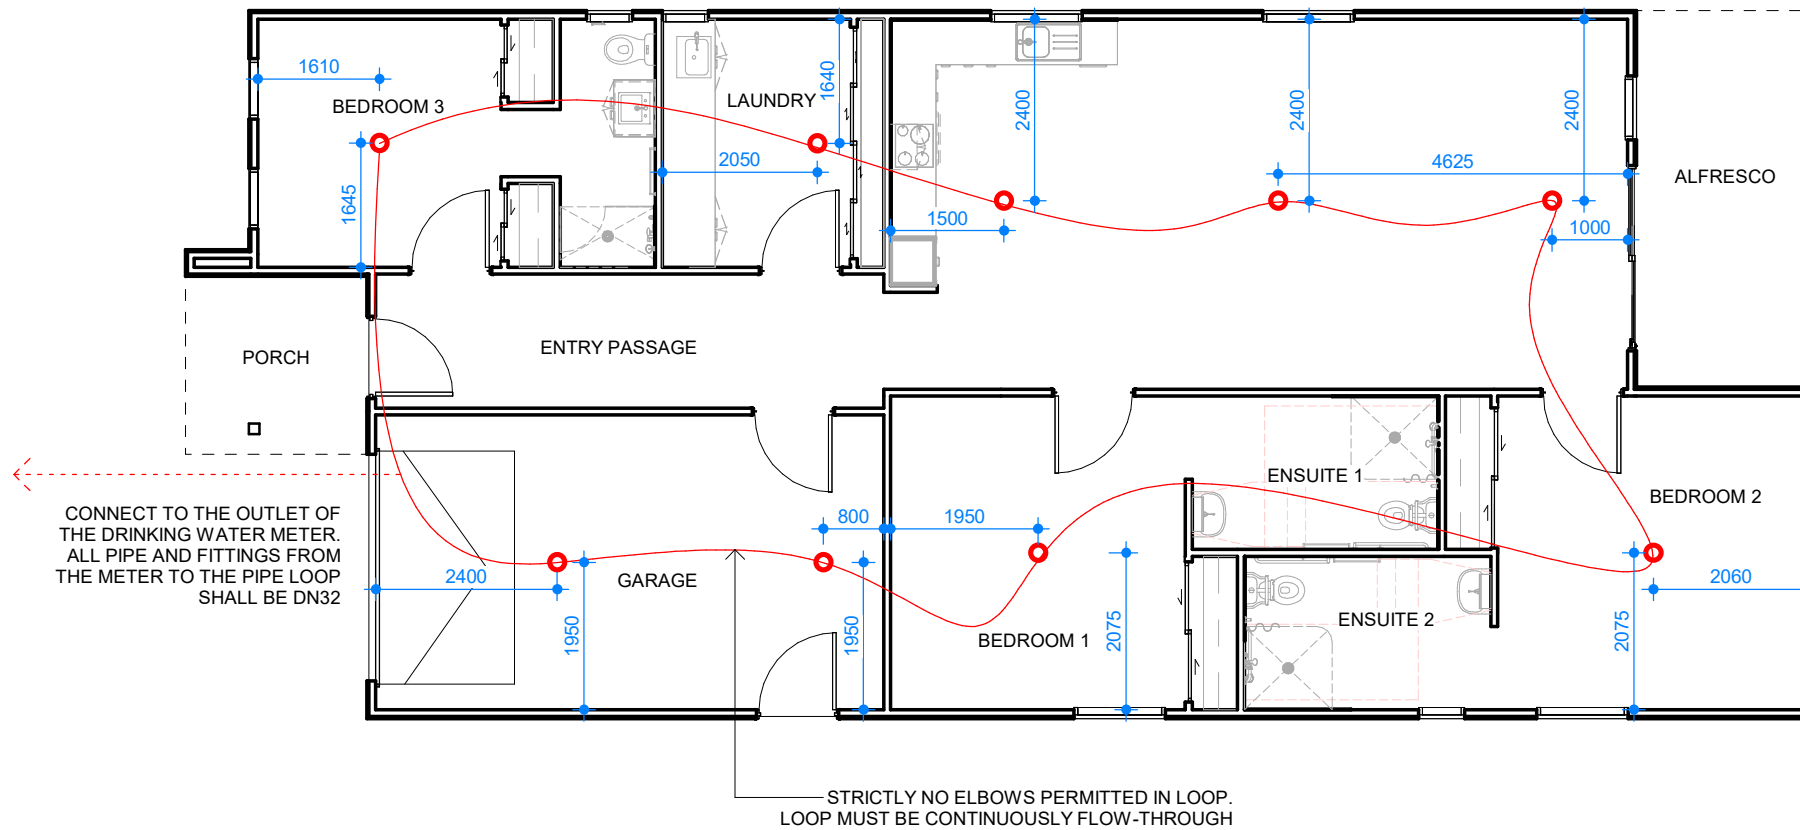 1610
BEDROOM 3
1645
LAUNDRY
1640
2050
2400
1500
2400
4625
2400
1000
ALFRESCO
PORCH
ENTRY PASSAGE
CONNECT TO THE OUTLET OF
THE DRINKING WATER METER.
ALL PIPE AND FITTINGS FROM
THE METER TO THE PIPE LOOP
SHALL BE DN32
2400
GARAGE
1950
800
1950
1950
BEDROOM 1
2075
ENSUITE 1
ENSUITE 2
BEDROOM 2
2075
2060
STRICTLY NO ELBOWS PERMITTED IN LOOP.
LOOP MUST BE CONTINUOUSLY FLOW-THROUGH